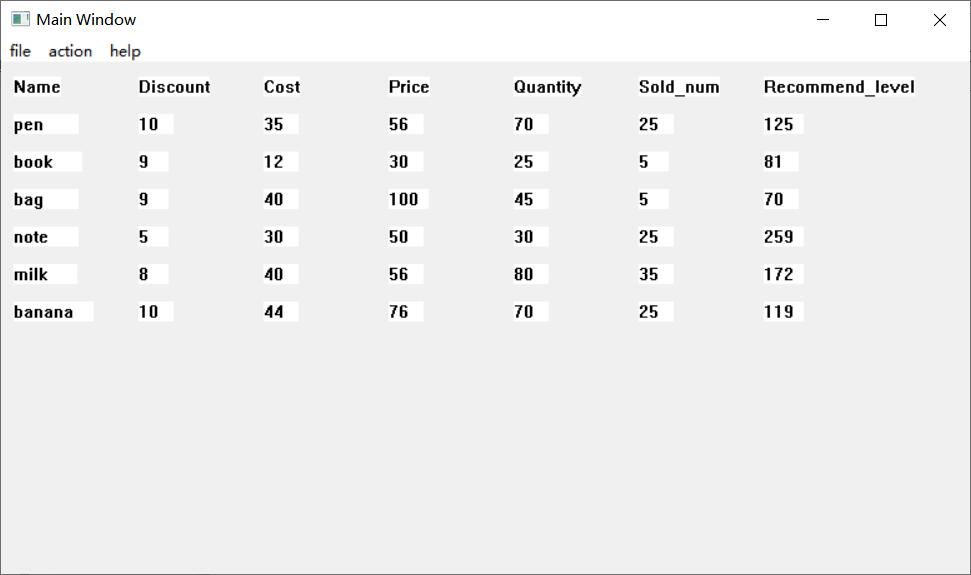 Main Window
file action help
Name Discount Cost Price Quantity Sold_num Recommend_level
pen 10 35 56 70 25 125
book 9 12 30 25 5 81
bag 9 40 100 45 5 70
note 5 30 50 30 25 259
milk 8 40 56 80 35 172
banana 10 44 76 70 25 119